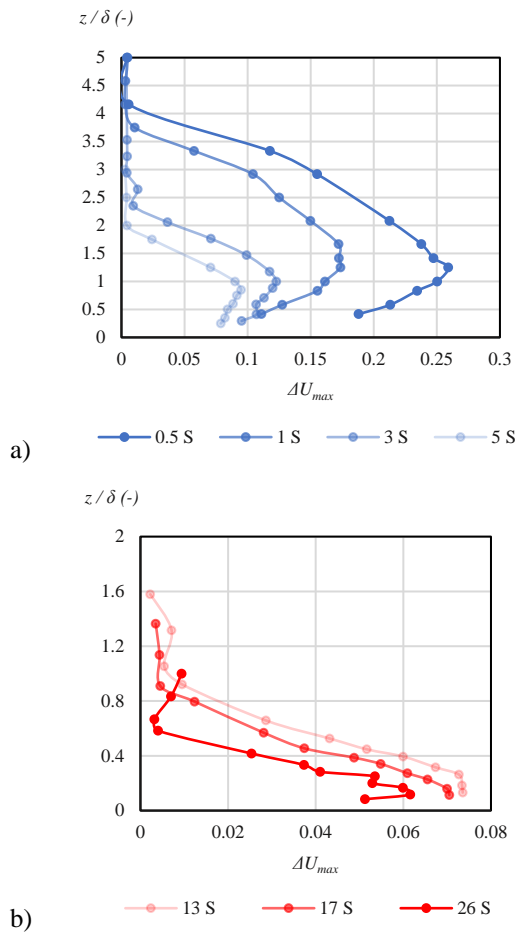 z / δ (-)
5
4.5
4
3.5
3
2.5
2
1.5
1
0.5
0
0 0.05 0.1 0.15 0.2 0.25 0.3
ΔUmax
a) 0.5 S 1 S 3 S 5 S
z / δ (-)
2
1.6
1.2
0.8
0.4
0
0 0.02 0.04 0.06 0.08
ΔUmax
b) 13 S 17 S 26 S